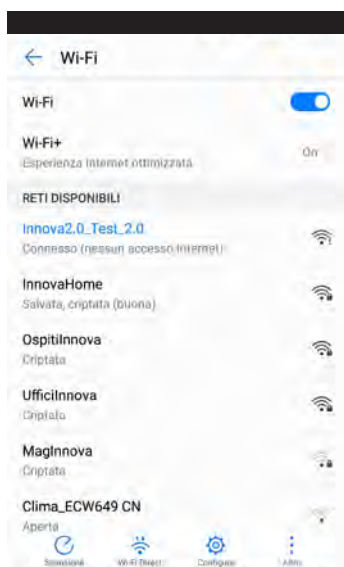 Wi-Fi
Wi-Fi
Wi-Fi+
On
Esperienza Internet ottimizzata
RETI DISPONIBILI
Innova2.0_Test_2.0
Connesso (nessun accesso Internet)
InnovaHome
Salvata, criptata (buona)
OspitiInnova
Criptata
UfficiInnova
Criptata
MagInnova
Criptata
Clima_ECW649 CN
Aperta
Scansione Wi-Fi Direct Configura Altro